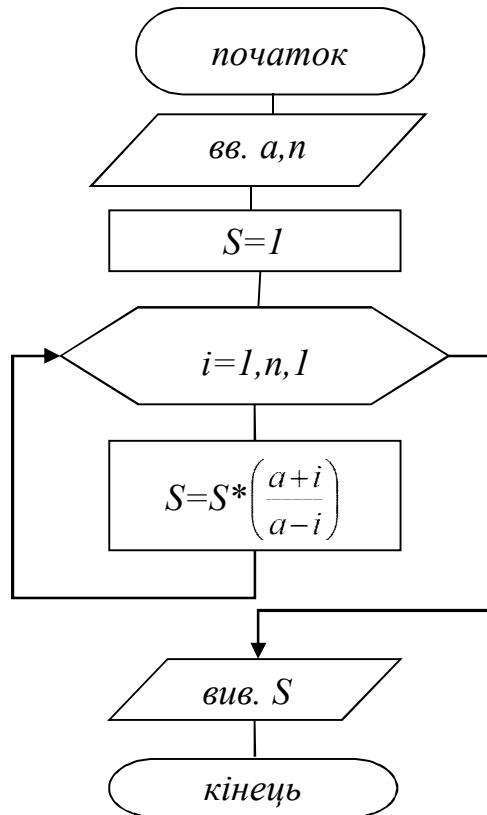 початок
вв. a,n
S=1
i=1,n,1
S=S*(a+i/a−i)
вив. S
кінець